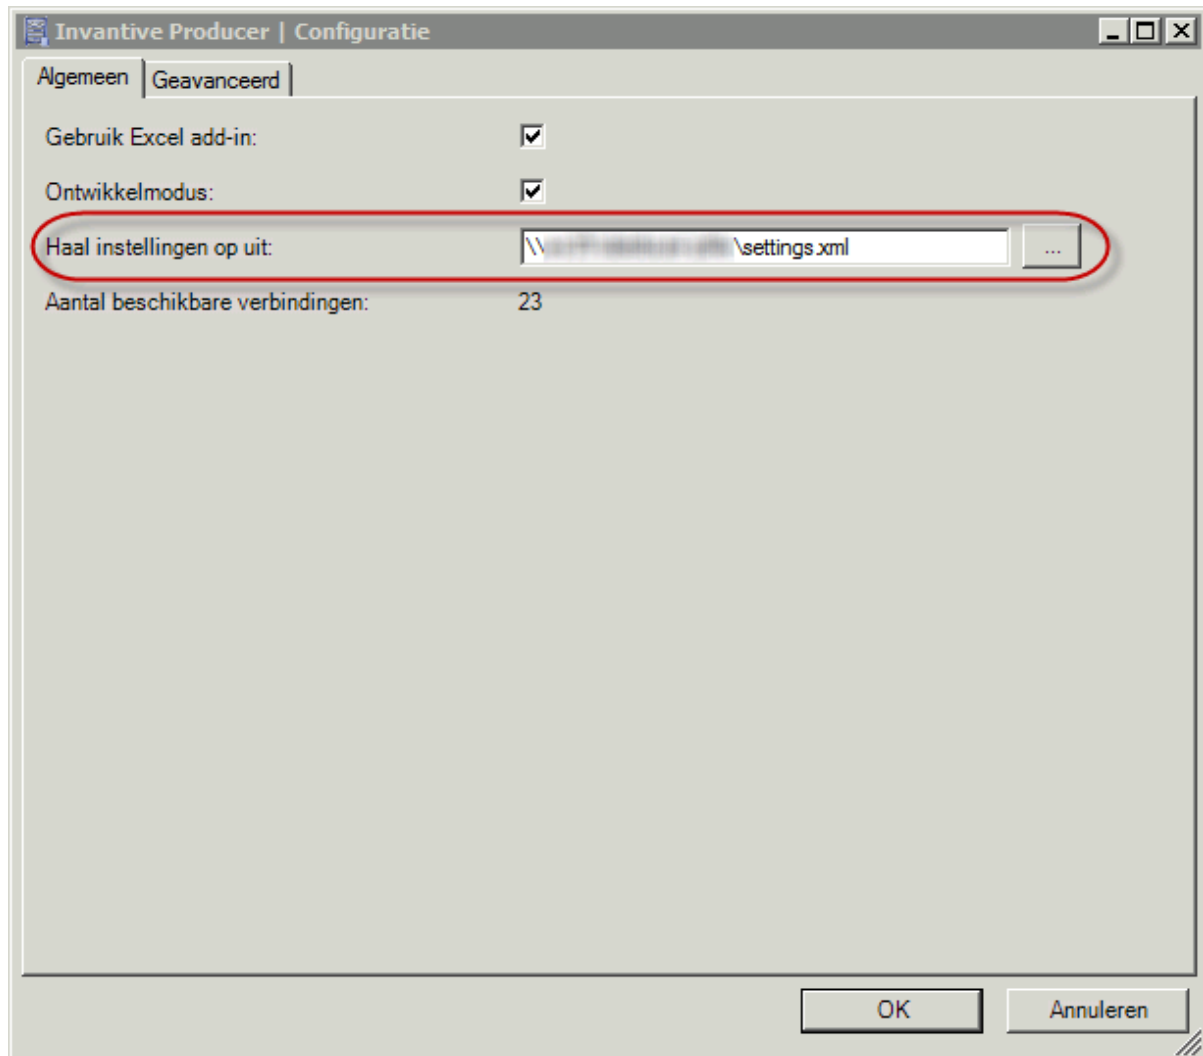 Invantive Producer | Configuratie
Algemeen Geavanceerd
Gebruik Excel add-in:
Ontwikkelmodus:
Haal instellingen op uit: \\ \settings.xml ...
Aantal beschikbare verbindingen: 23
OK Annuleren